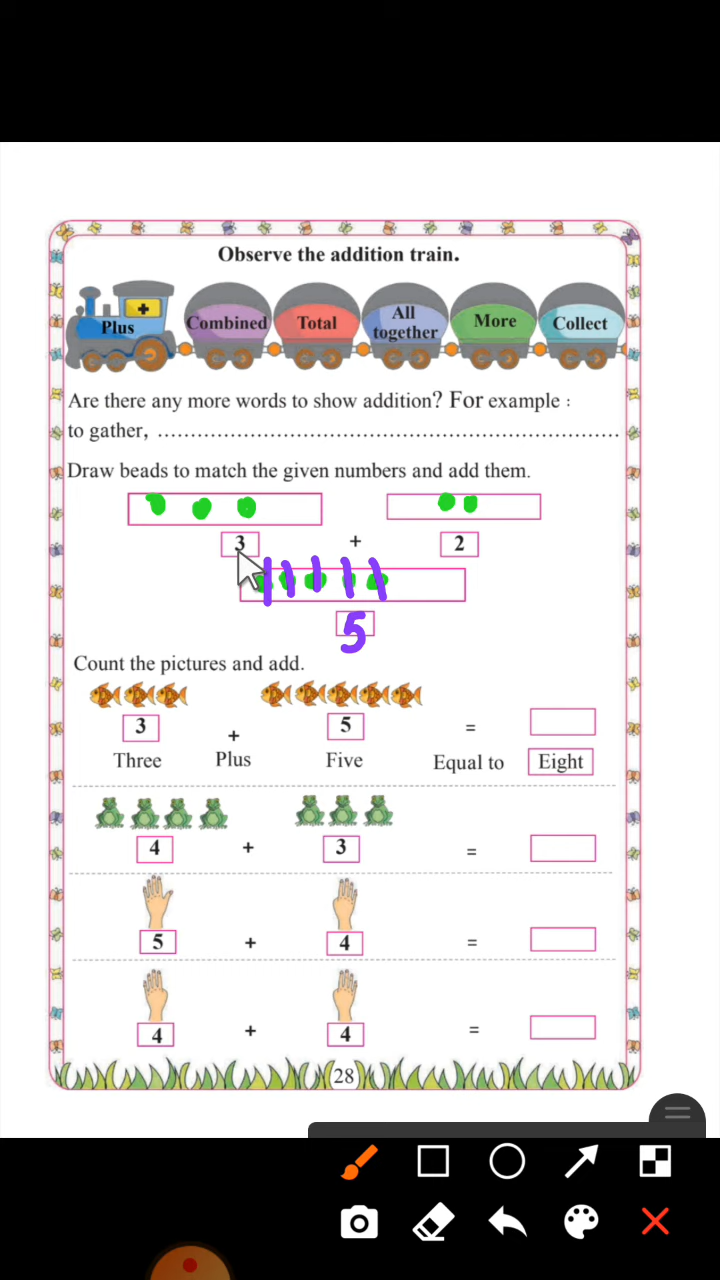 Observe the addition train.
+
Plus Combined Total All together More Collect
Are there any more words to show addition? For example :
to gather, ......................................................................
Draw beads to match the given numbers and add them.
3 + 2
5
Count the pictures and add.
3 + 5 =
Three Plus Five Equal to Eight
4 + 3 =
5 + 4 =
4 + 4 =
28